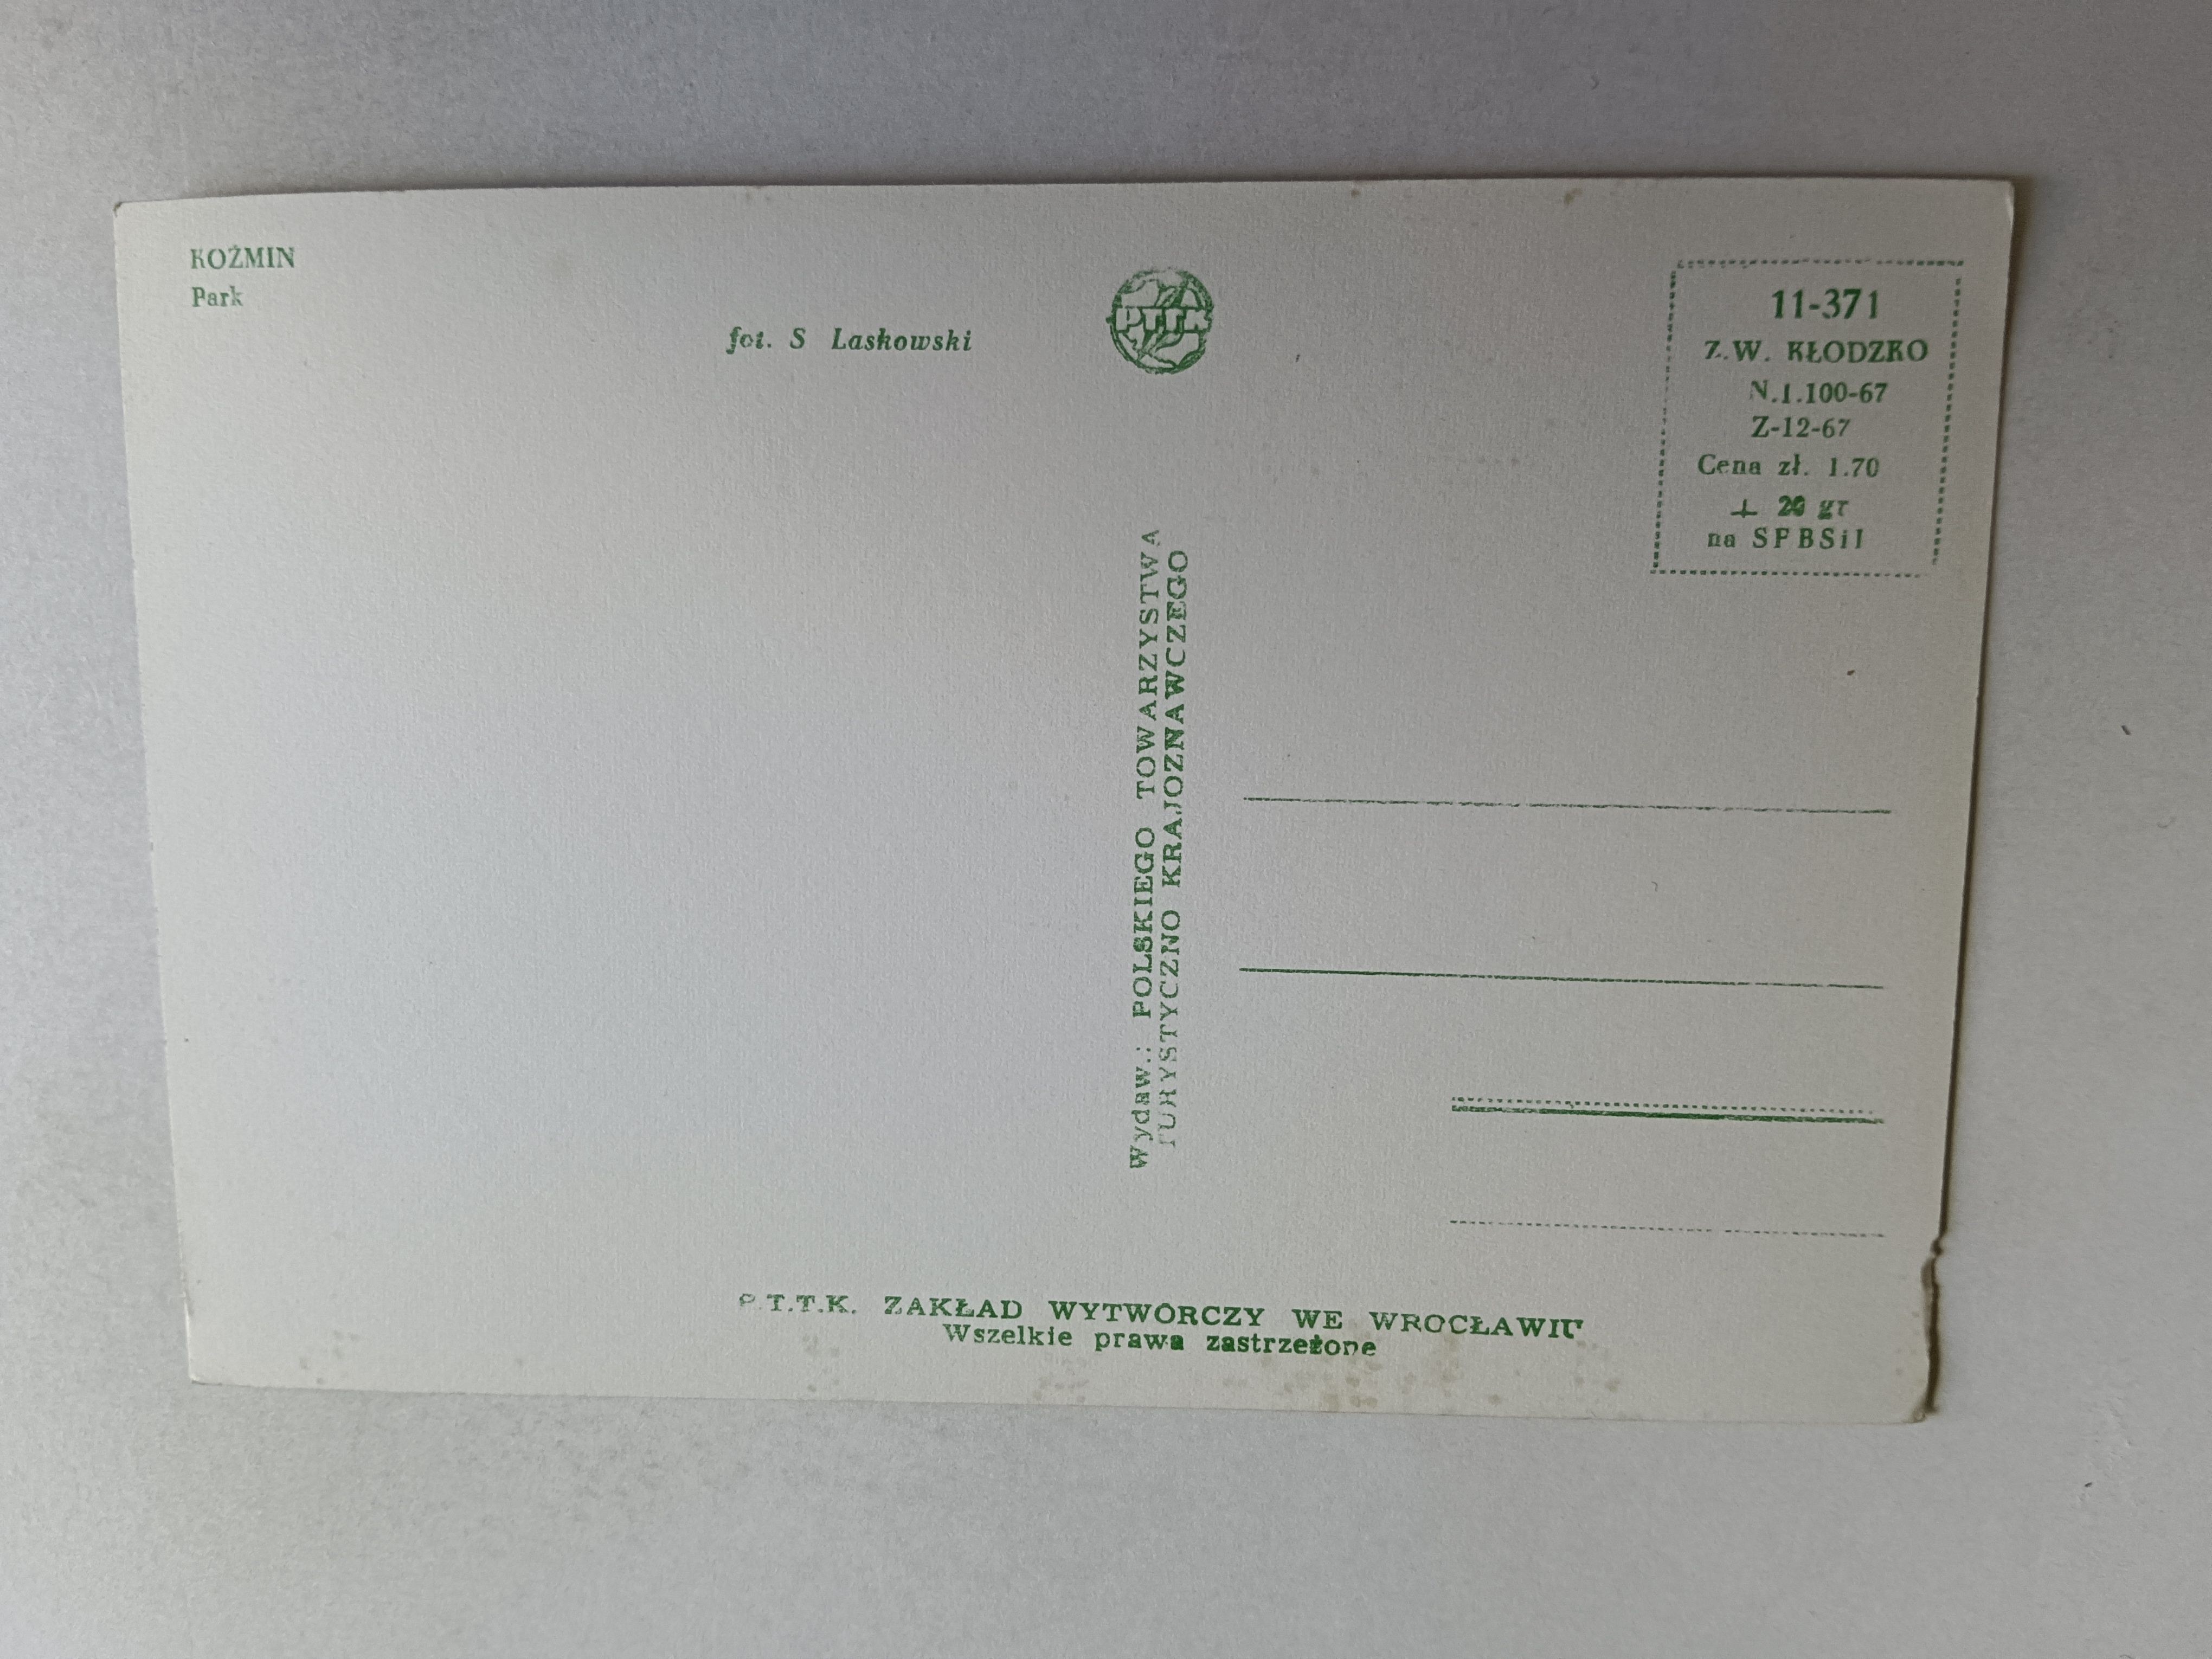 KOŹMIN
Park
fot. S Laskowski
PTTK
11-371
Z.W. KŁODZKO
N.I.100-67
Z-12-67
Cena zł. 1.70
+ 20 gr
na SFBSiI
Wydaw.: POLSKIEGO TOWARZYSTWA
TURYSTYCZNO KRAJOZNAWCZEGO
P.T.T.K. ZAKŁAD WYTWÓRCZY WE WROCŁAWIU
Wszelkie prawa zastrzeżone